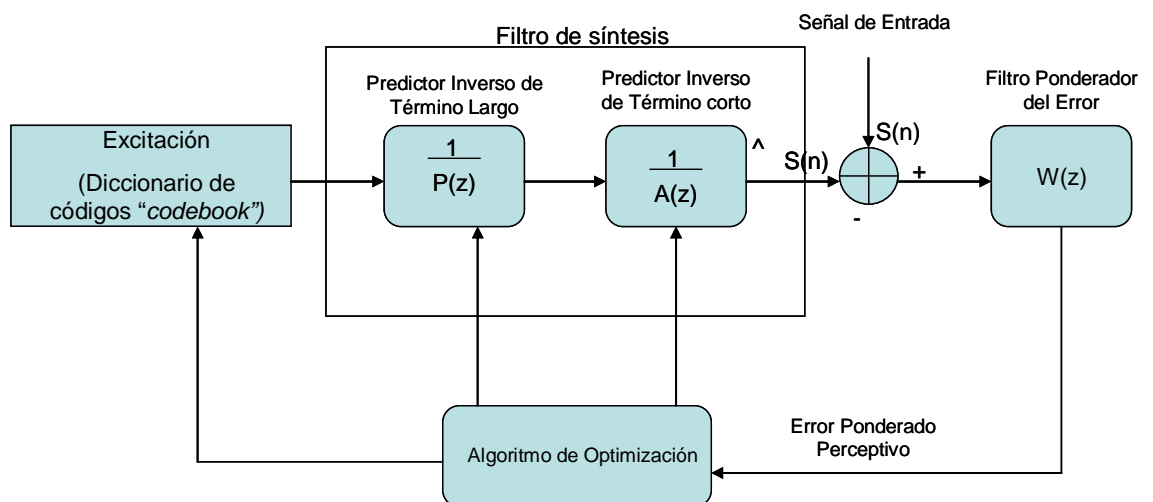 Filtro de síntesis
Señal de Entrada
Predictor Inverso de
Término Largo
Predictor Inverso
de Término corto
Filtro Ponderador
del Error
Excitación
(Diccionario de
códigos “codebook”)
1
P(z)
1
A(z)
^
S(n)
S(n)
+
-
W(z)
Algoritmo de Optimización
Error Ponderado
Perceptivo